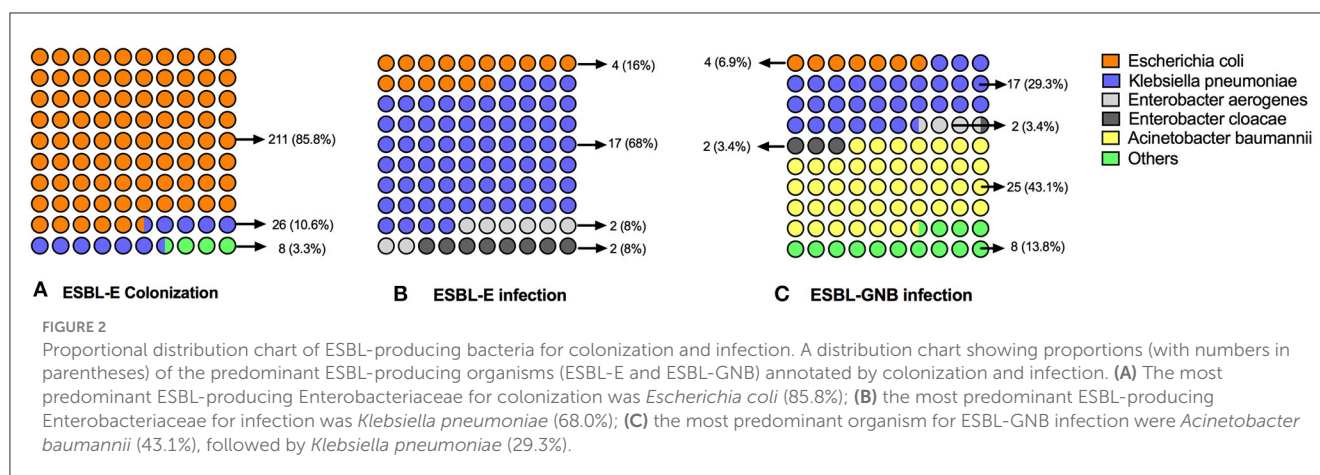 4 (16%)
17 (68%)
2 (8%)
2 (8%)
211 (85.8%)
26 (10.6%)
8 (3.3%)
4 (6.9%)
17 (29.3%)
2 (3.4%)
2 (3.4%)
25 (43.1%)
8 (13.8%)
Escherichia coli
Klebsiella pneumoniae
Enterobacter aerogenes
Enterobacter cloacae
Acinetobacter baumannii
Others
A ESBL-E Colonization
B ESBL-E infection
C ESBL-GNB infection
FIGURE 2
Proportional distribution chart of ESBL-producing bacteria for colonization and infection. A distribution chart showing proportions (with numbers in
parentheses) of the predominant ESBL-producing organisms (ESBL-E and ESBL-GNB) annotated by colonization and infection. (A) The most
predominant ESBL-producing Enterobacteriaceae for colonization was Escherichia coli (85.8%); (B) the most predominant ESBL-producing
Enterobacteriaceae for infection was Klebsiella pneumoniae (68.0%); (C) the most predominant organism for ESBL-GNB infection were Acinetobacter
baumannii (43.1%), followed by Klebsiella pneumoniae (29.3%).